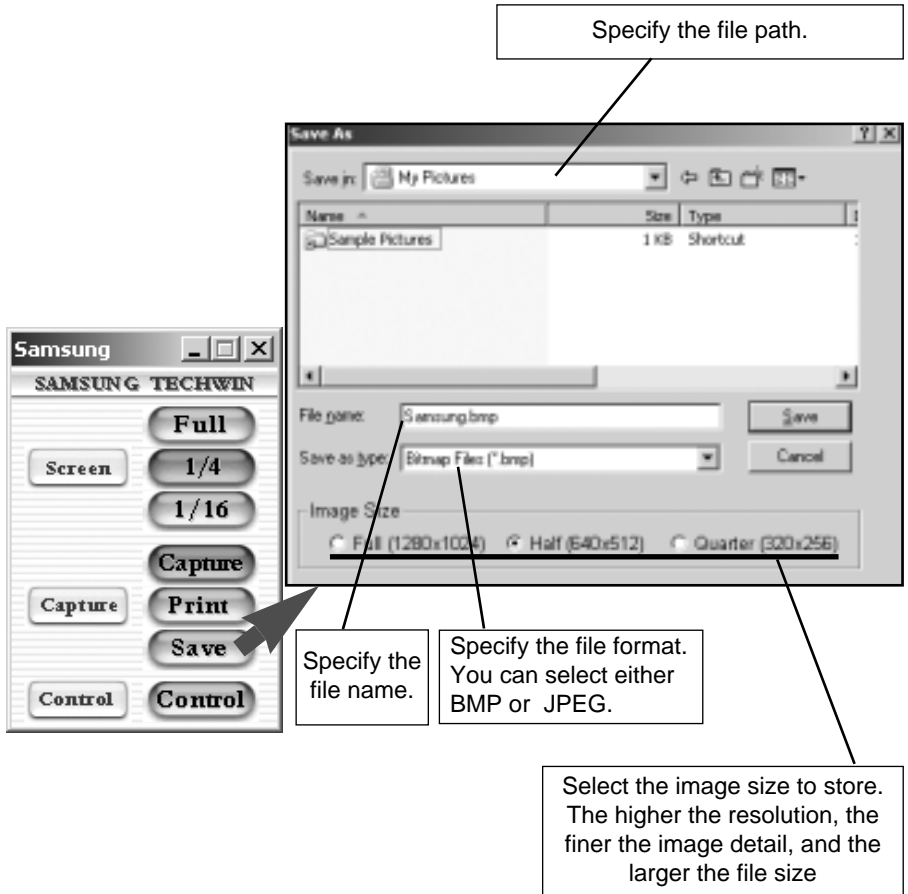 Specify the file path.
Save As
Save in: My Pictures
Name Size Type
Sample Pictures 1 KB Shortcut
File name: Samsung.bmp Save
Save as type: Bitmap Files (*.bmp) Cancel
Image Size
Full (1280x1024) Half (640x512) Quarter (320x256)
Samsung
SAMSUNG TECHWIN
Full
Screen 1/4
1/16
Capture
Capture Print
Save
Control Control
Specify the
file name.
Specify the file format.
You can select either
BMP or JPEG.
Select the image size to store.
The higher the resolution, the
finer the image detail, and the
larger the file size